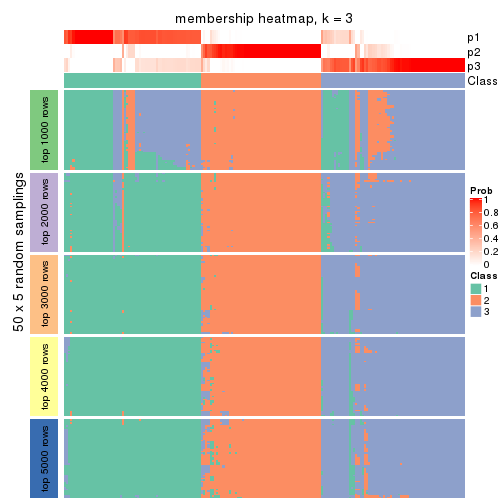 membership heatmap, k = 3
p1
p2
p3
Class
50 x 5 random samplings
top 1000 rows
top 2000 rows
top 3000 rows
top 4000 rows
top 5000 rows
Prob
1
0.8
0.6
0.4
0.2
0
Class
1
2
3